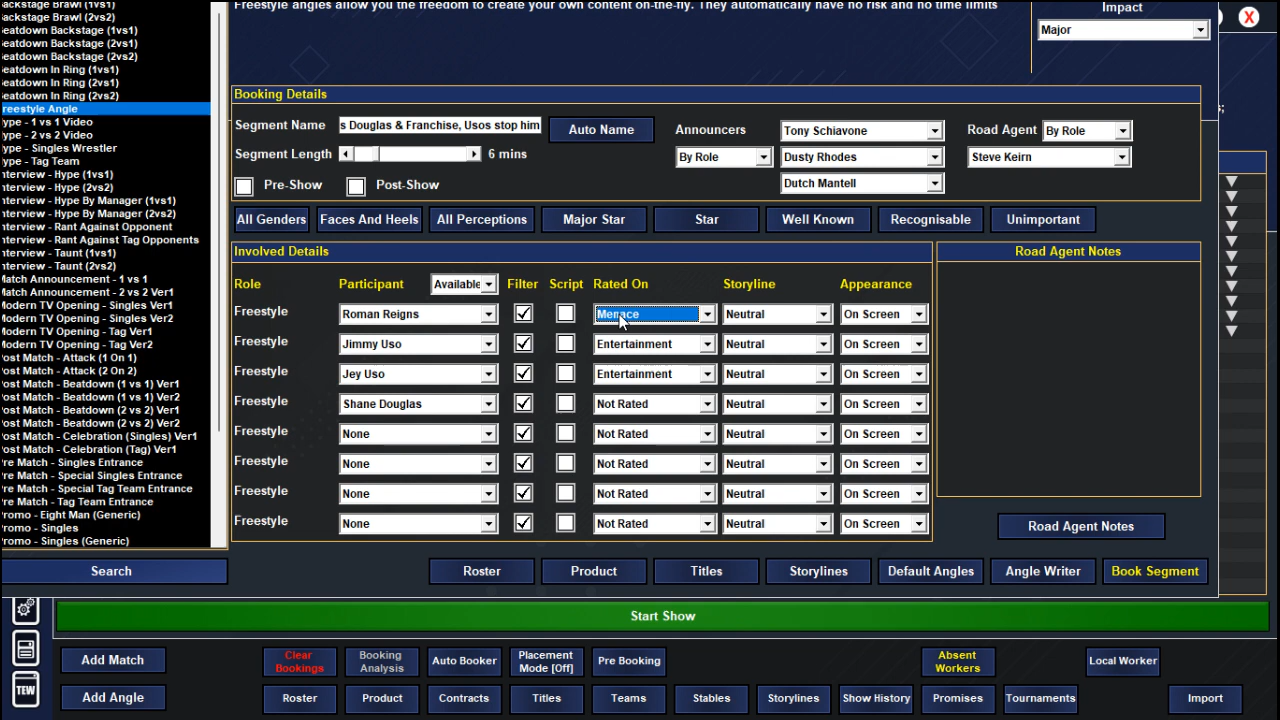 Freestyle angles allow you the freedom to create your own content on-the-fly. They automatically have no risk and no time limits
Impact
Major
X
ackstage Brawl (1vs1)
ackstage Brawl (2vs2)
eatdown Backstage (1vs1)
eatdown Backstage (2vs1)
eatdown Backstage (2vs2)
eatdown In Ring (1vs1)
eatdown In Ring (2vs1)
eatdown In Ring (2vs2)
reestyle Angle
ype - 1 vs 1 Video
ype - 2 vs 2 Video
ype - Singles Wrestler
ype - Tag Team
nterview - Hype (1vs1)
nterview - Hype (2vs2)
nterview - Hype By Manager (1vs1)
nterview - Hype By Manager (2vs2)
nterview - Rant Against Opponent
nterview - Rant Against Tag Opponents
nterview - Taunt (1vs1)
nterview - Taunt (2vs2)
atch Announcement - 1 vs 1
atch Announcement - 2 vs 2 Ver1
odern TV Opening - Singles Ver1
odern TV Opening - Singles Ver2
odern TV Opening - Tag Ver1
odern TV Opening - Tag Ver2
ost Match - Attack (1 On 1)
ost Match - Attack (2 On 2)
ost Match - Beatdown (1 vs 1) Ver1
ost Match - Beatdown (1 vs 1) Ver2
ost Match - Beatdown (2 vs 2) Ver1
ost Match - Beatdown (2 vs 2) Ver2
ost Match - Celebration (Singles) Ver1
ost Match - Celebration (Tag) Ver1
re Match - Singles Entrance
re Match - Special Singles Entrance
re Match - Special Tag Team Entrance
re Match - Tag Team Entrance
romo - Eight Man (Generic)
romo - Singles
romo - Singles (Generic)
Search
Booking Details
Segment Name s Douglas & Franchise, Usos stop him Auto Name Announcers Tony Schiavone Road Agent By Role
Segment Length 6 mins By Role Dusty Rhodes Steve Keirn
Pre-Show Post-Show Dutch Mantell
All Genders Faces And Heels All Perceptions Major Star Star Well Known Recognisable Unimportant
Involved Details Road Agent Notes
Role Participant Available Filter Script Rated On Storyline Appearance
Freestyle Roman Reigns Menace Neutral On Screen
Freestyle Jimmy Uso Entertainment Neutral On Screen
Freestyle Jey Uso Entertainment Neutral On Screen
Freestyle Shane Douglas Not Rated Neutral On Screen
Freestyle None Not Rated Neutral On Screen
Freestyle None Not Rated Neutral On Screen
Freestyle None Not Rated Neutral On Screen
Freestyle None Not Rated Neutral On Screen
Road Agent Notes
Roster Product Titles Storylines Default Angles Angle Writer Book Segment
Start Show
Add Match Clear Bookings Booking Analysis Auto Booker Placement Mode [Off] Pre Booking Absent Workers Local Worker
TEW Add Angle Roster Product Contracts Titles Teams Stables Storylines Show History Promises Tournaments Import